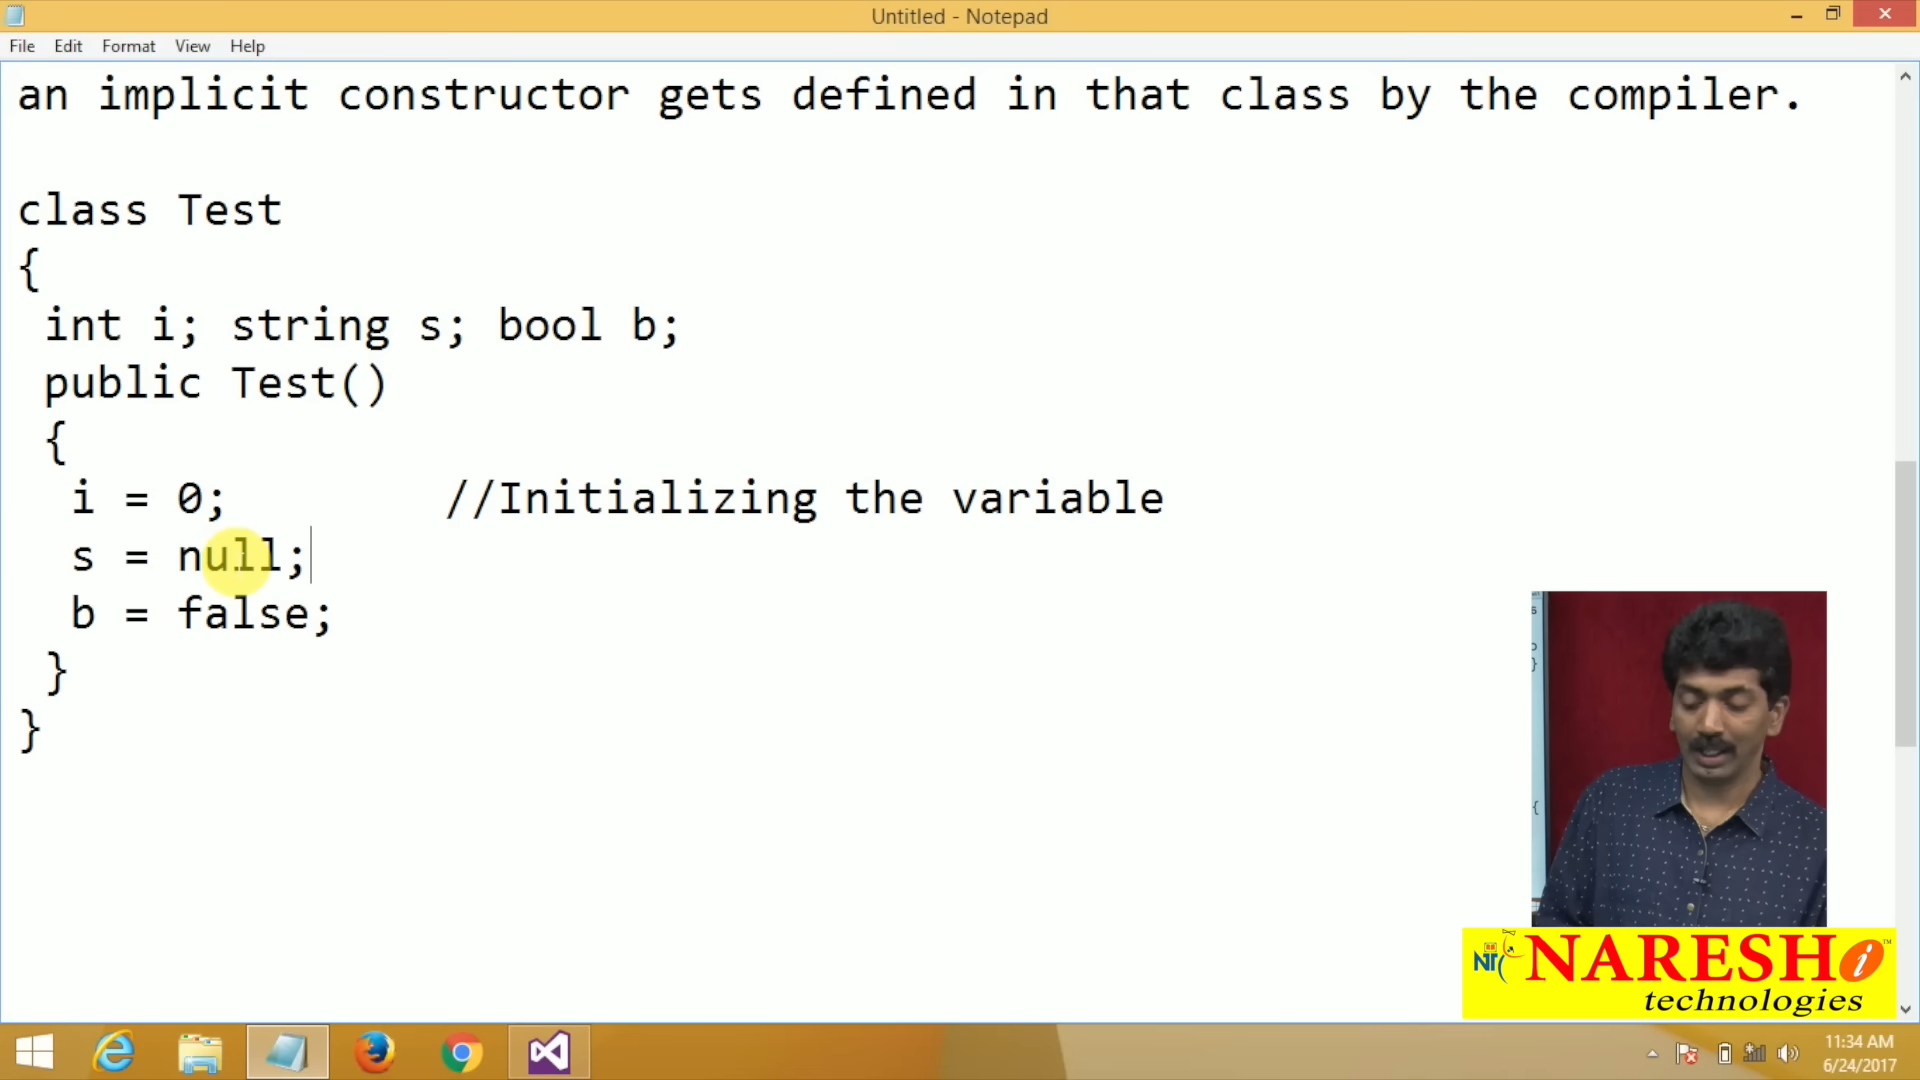 Untitled - Notepad
File Edit Format View Help
an implicit constructor gets defined in that class by the compiler.
class Test
{
int i; string s; bool b;
public Test()
{
i = 0; //Initializing the variable
s = null;
b = false;
}
}
NT
NARESH i ™
technologies
11:34 AM
6/24/2017